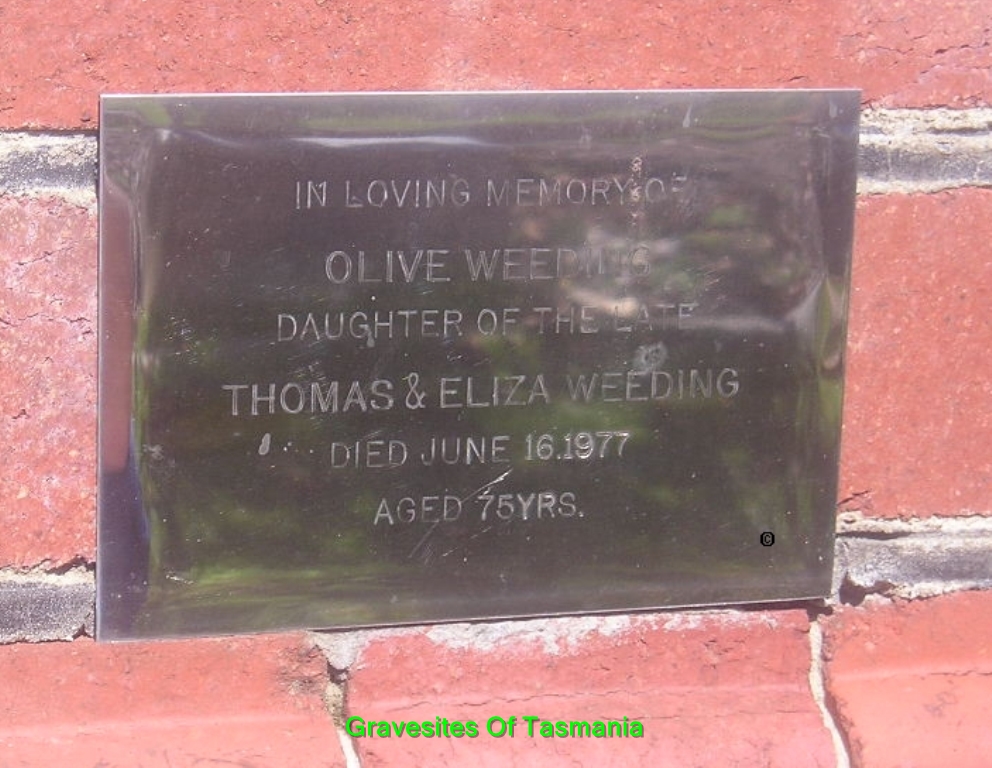 IN LOVING MEMORY OF
OLIVE WEEDING
DAUGHTER OF THE LATE
THOMAS & ELIZA WEEDING
DIED JUNE 16.1977
AGED 75YRS.
©
Gravesites Of Tasmania